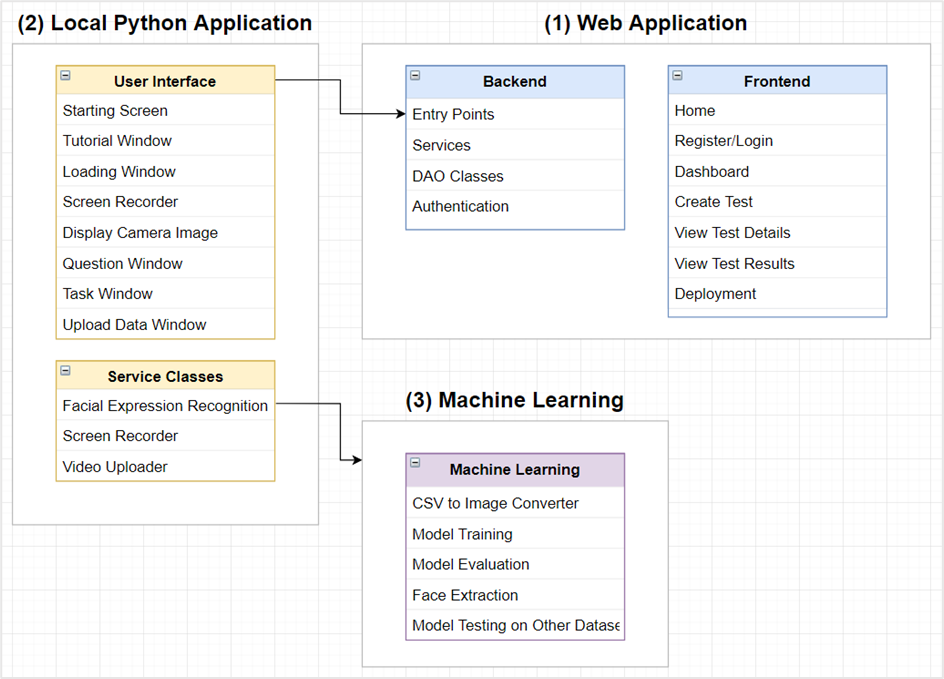 (2) Local Python Application
User Interface
Starting Screen
Tutorial Window
Loading Window
Screen Recorder
Display Camera Image
Question Window
Task Window
Upload Data Window
Service Classes
Facial Expression Recognition
Screen Recorder
Video Uploader
(1) Web Application
Backend
Entry Points
Services
DAO Classes
Authentication
Frontend
Home
Register/Login
Dashboard
Create Test
View Test Details
View Test Results
Deployment
(3) Machine Learning
Machine Learning
CSV to Image Converter
Model Training
Model Evaluation
Face Extraction
Model Testing on Other Datase